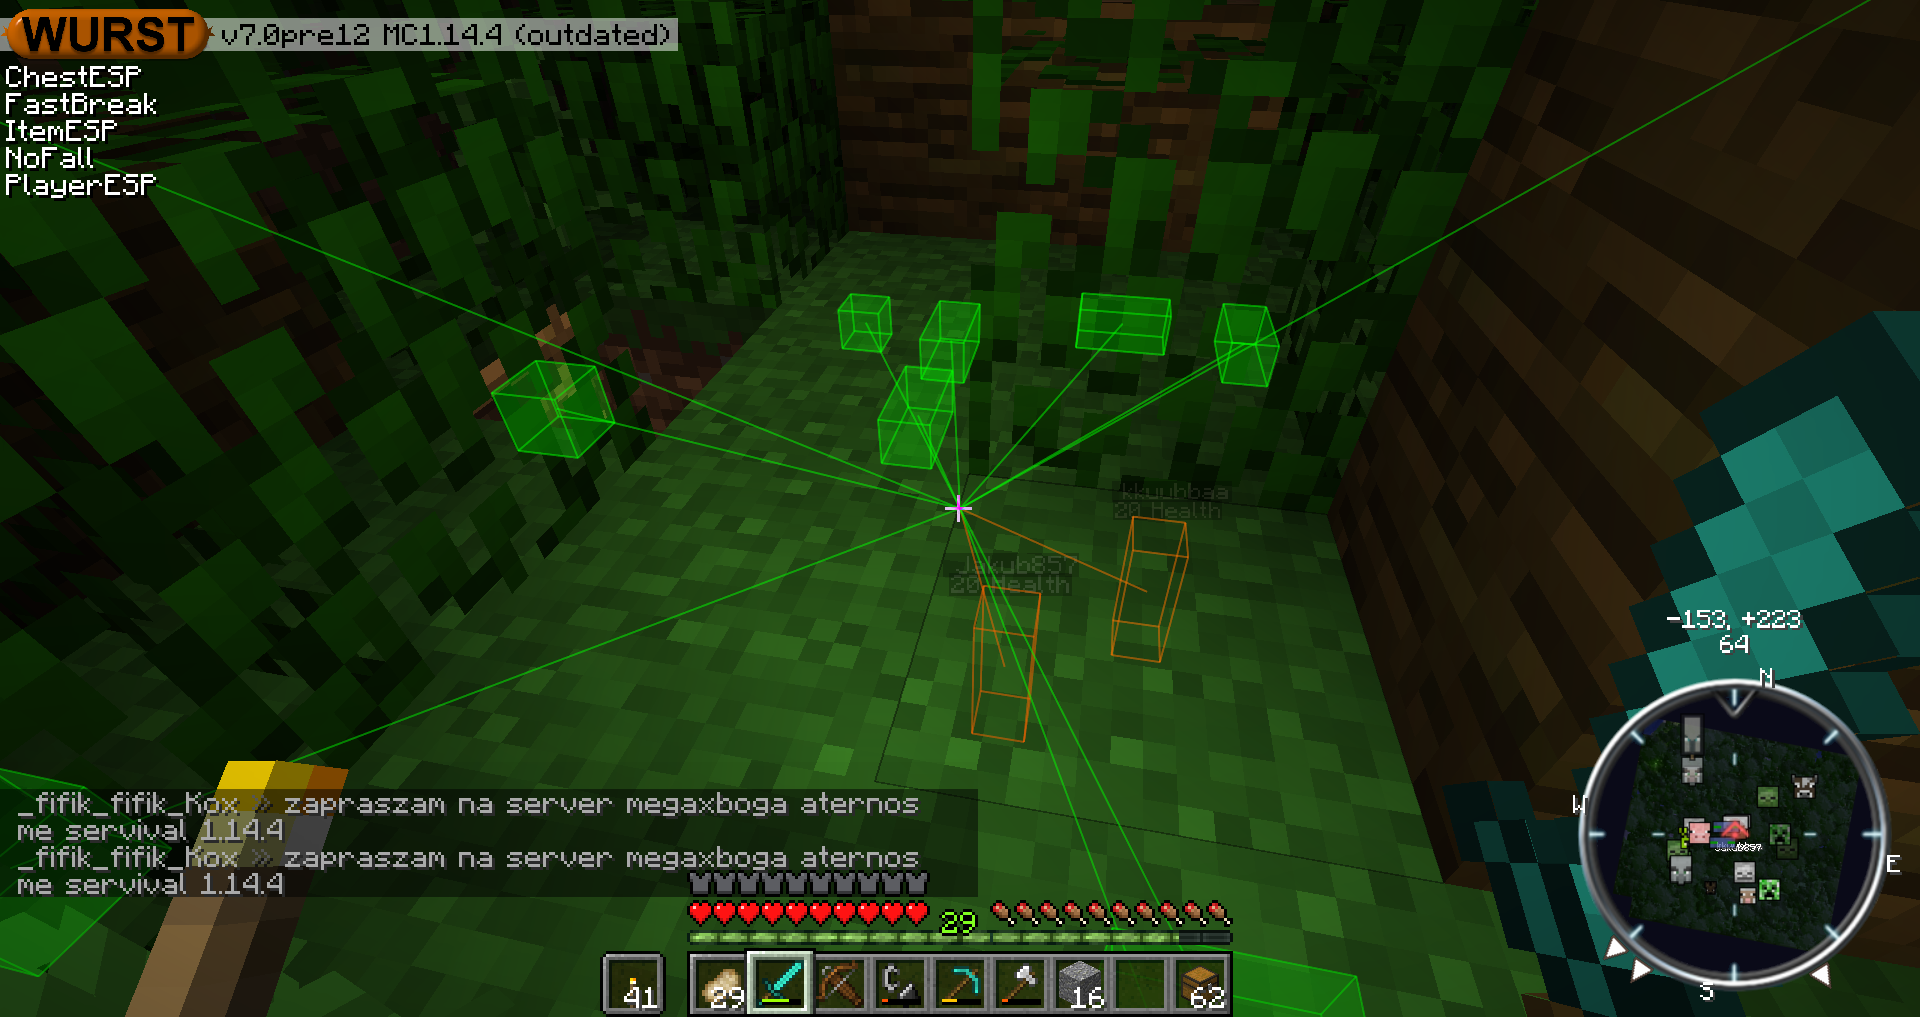 WURST v7.0pre12 MC1.14.4 (outdated)
ChestESP
FastBreak
ItemESP
NoFall
PlayerESP
kkuubbaa
20 Health
Jakub857
20 Health
-153, +223
64
N
W
E
S
Jakub857
_fifik_fifik_kox » zapraszam na server megaxboga aternos
me servival 1.14.4
_fifik_fifik_kox » zapraszam na server megaxboga aternos
me servival 1.14.4
29
41
29
16
62